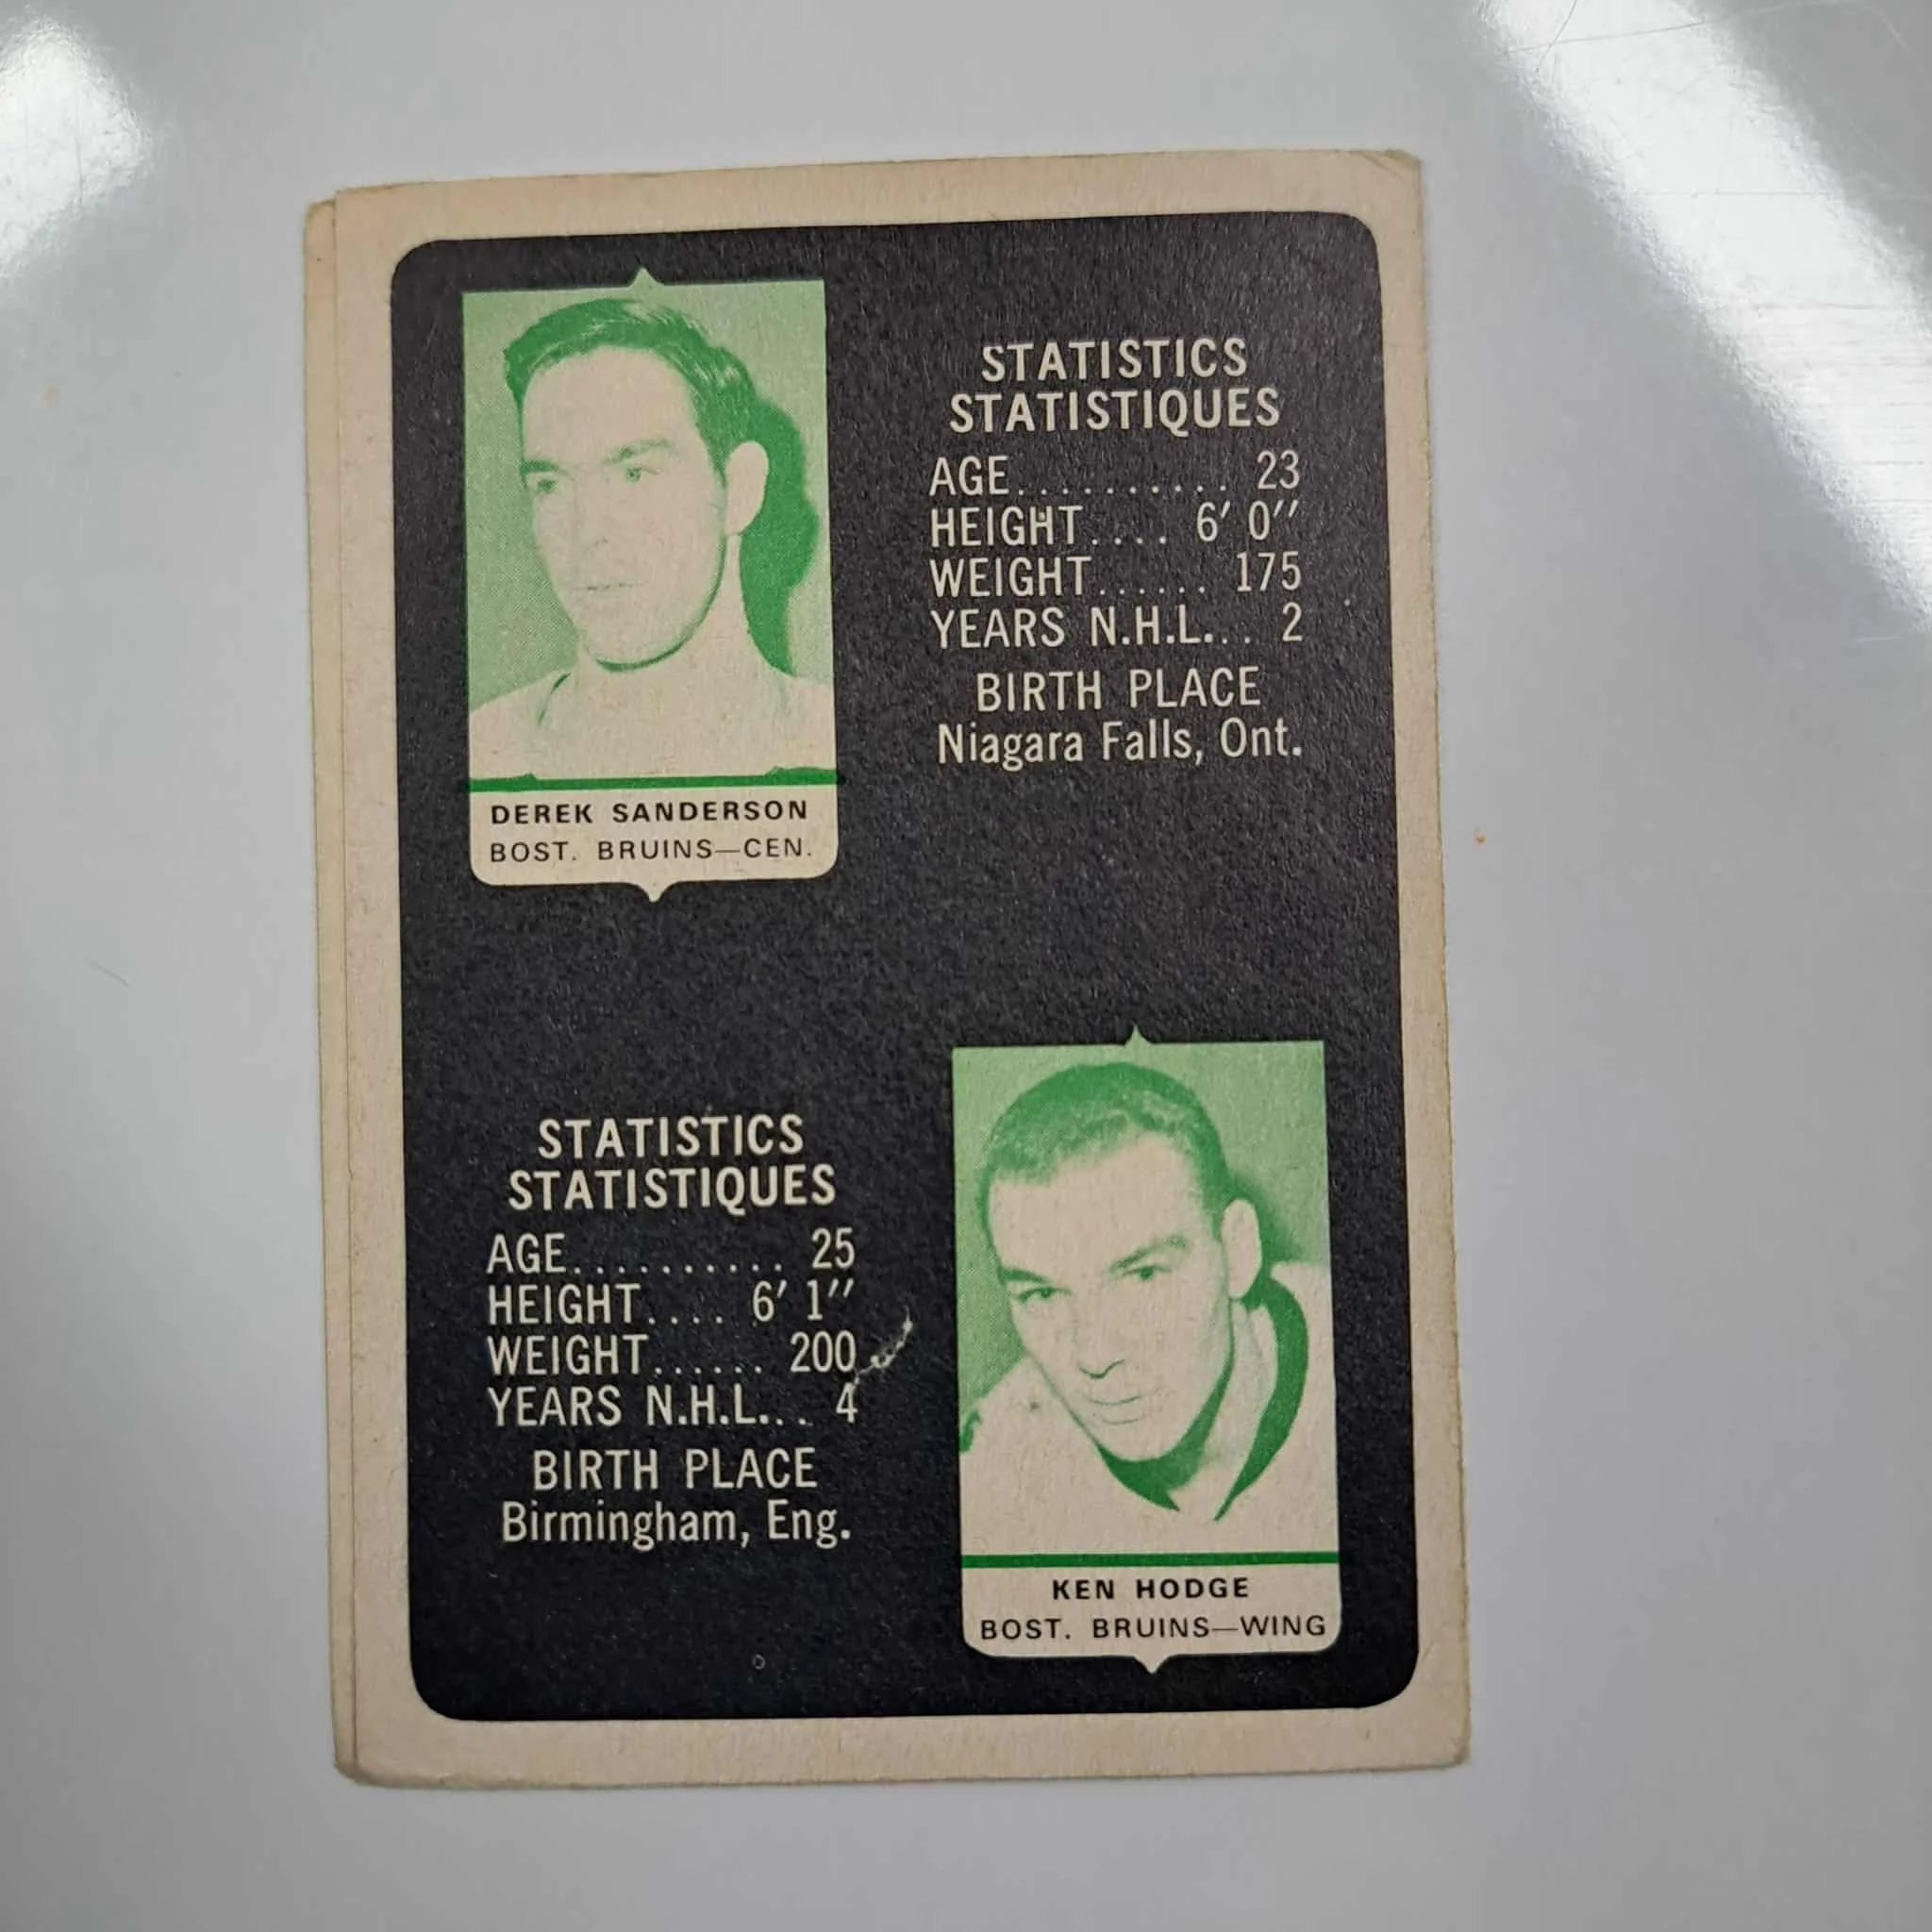 STATISTICS
STATISTIQUES
AGE.......... 23
HEIGHT.... 6' 0"
WEIGHT...... 175
YEARS N.H.L... 2
BIRTH PLACE
Niagara Falls, Ont.
DEREK SANDERSON
BOST. BRUINS—CEN.
STATISTICS
STATISTIQUES
AGE.......... 25
HEIGHT.... 6' 1"
WEIGHT...... 200
YEARS N.H.L... 4
BIRTH PLACE
Birmingham, Eng.
KEN HODGE
BOST. BRUINS—WING